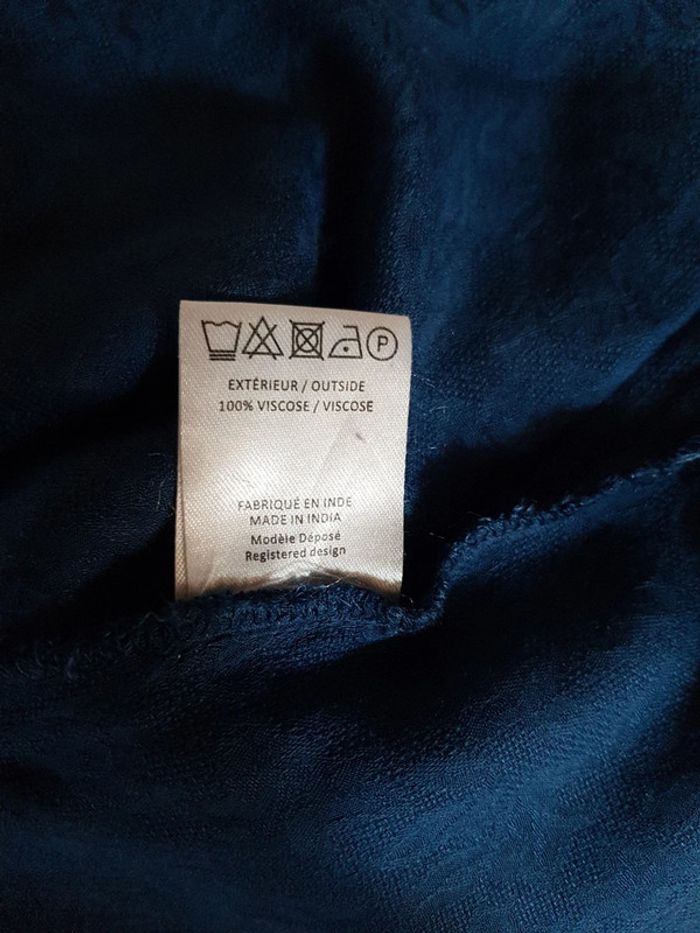 P
EXTÉRIEUR / OUTSIDE
100% VISCOSE / VISCOSE
FABRIQUÉ EN INDE
MADE IN INDIA
Modèle Déposé
Registered design